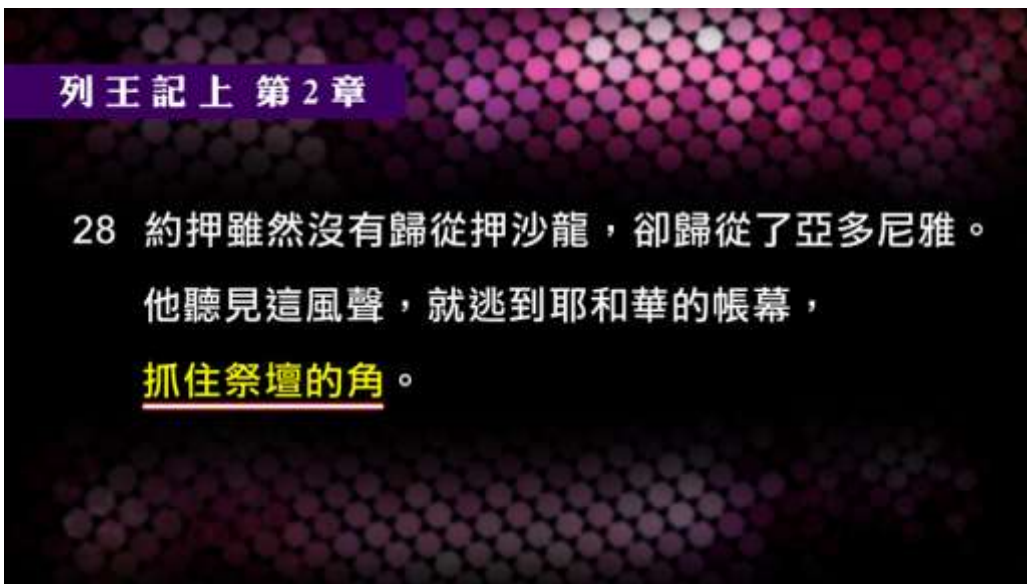 列王記上 第2章
28 約押雖然沒有歸從押沙龍，卻歸從了亞多尼雅。
他聽見這風聲，就逃到耶和華的帳幕，
抓住祭壇的角。